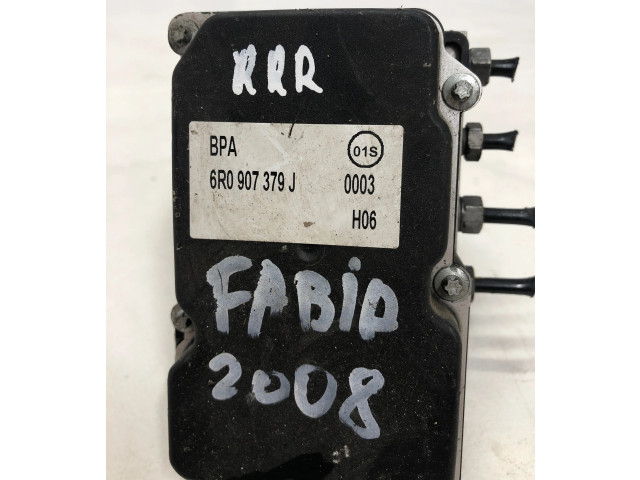 RRR
BPA 01S
6R0 907 379 J 0003
H06
FABIA
2008